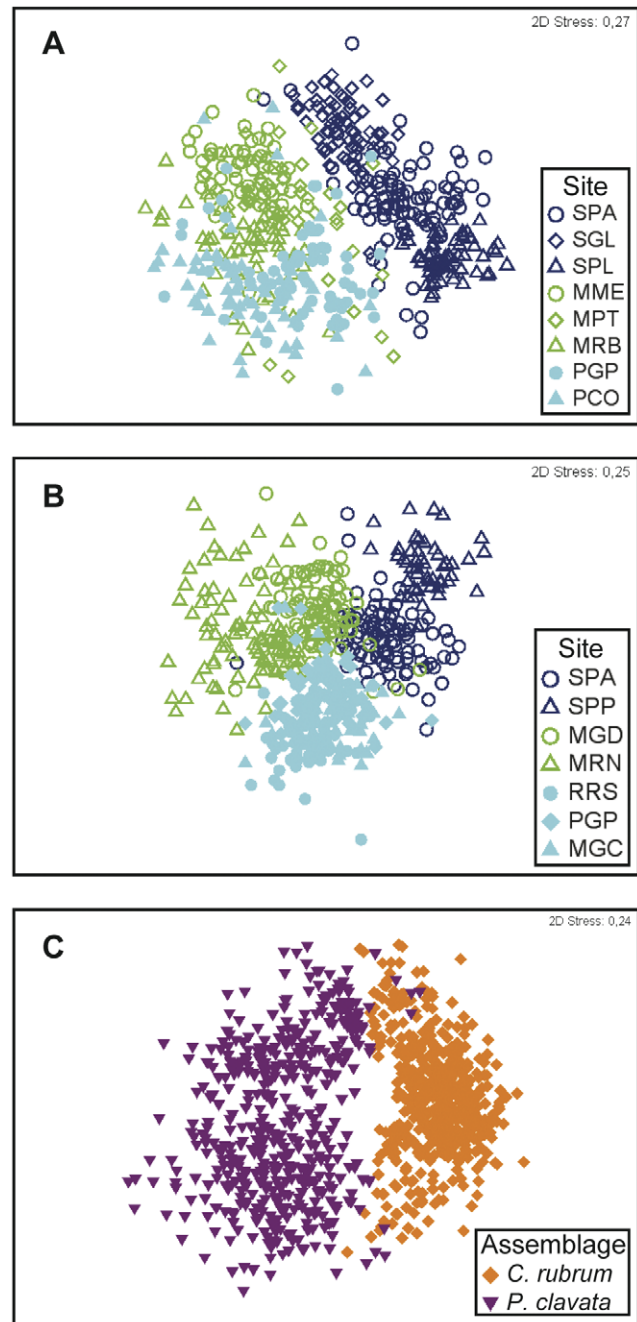 A
2D Stress: 0,27
Site
SPA
SGL
SPL
MME
MPT
MRB
PGP
PCO
B
2D Stress: 0,25
Site
SPA
SPP
MGD
MRN
RRS
PGP
MGC
C
2D Stress: 0,24
Assemblage
C. rubrum
P. clavata